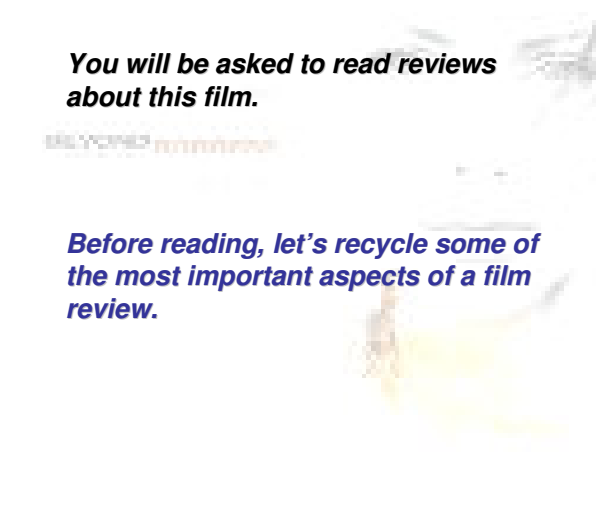 You will be asked to read reviews
about this film.
BEYOND
Before reading, let's recycle some of
the most important aspects of a film
review.